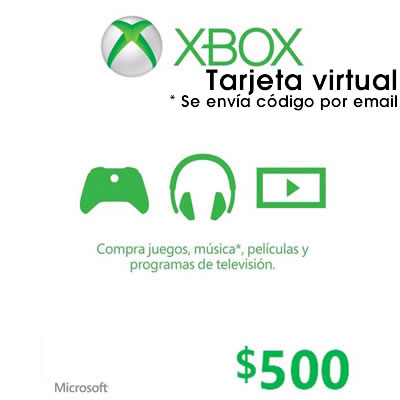 XBOX
Tarjeta virtual
* Se envía código por email
Compra juegos, música*, películas y
programas de televisión.
$500
Microsoft